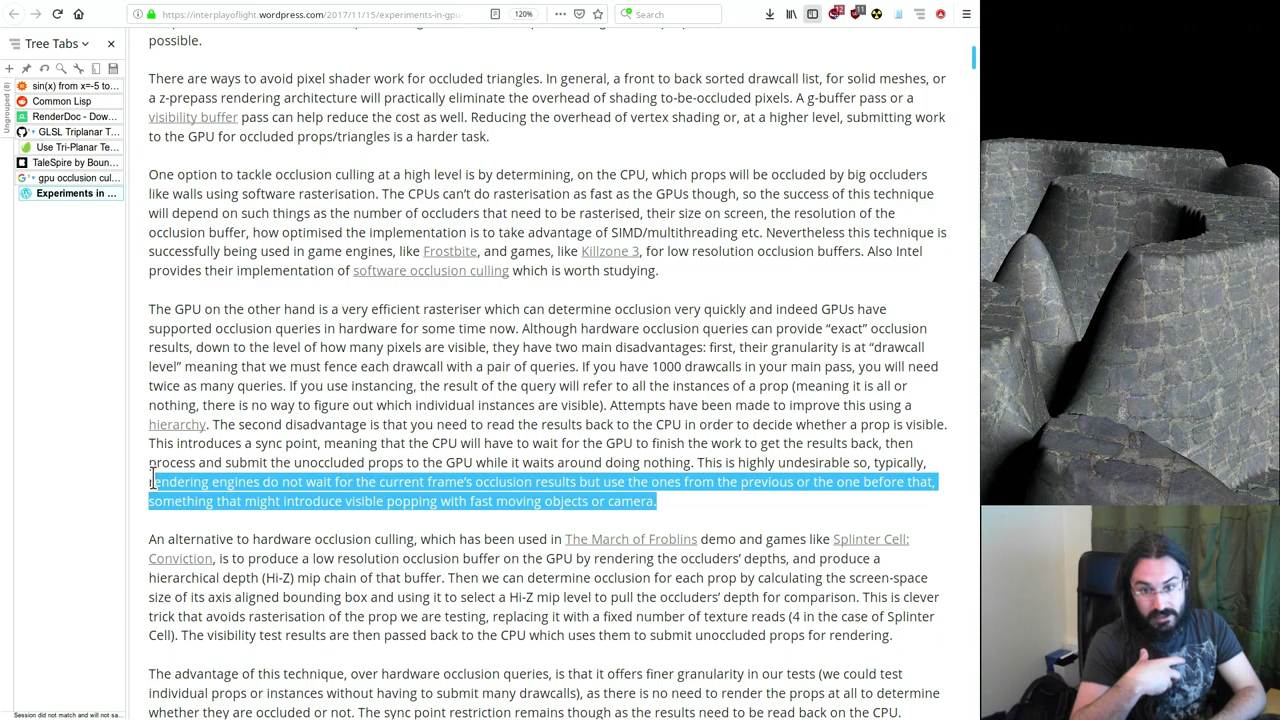 https://interplayoflight.wordpress.com/2017/11/15/experiments-in-gpu-
120%
Search
12
11
Tree Tabs
Ungrouped (8)
sin(x) from x=-5 to...
Common Lisp
RenderDoc - Dow...
GLSL Triplanar T...
Use Tri-Planar Te...
TaleSpire by Boun...
gpu occlusion cul...
Experiments in ...
Session did not match and will not sa...
possible.
There are ways to avoid pixel shader work for occluded triangles. In general, a front to back sorted drawcall list, for solid meshes, or
a z-prepass rendering architecture will practically eliminate the overhead of shading to-be-occluded pixels. A g-buffer pass or a
visibility buffer pass can help reduce the cost as well. Reducing the overhead of vertex shading or, at a higher level, submitting work
to the GPU for occluded props/triangles is a harder task.
One option to tackle occlusion culling at a high level is by determining, on the CPU, which props will be occluded by big occluders
like walls using software rasterisation. The CPUs can't do rasterisation as fast as the GPUs though, so the success of this technique
will depend on such things as the number of occluders that need to be rasterised, their size on screen, the resolution of the
occlusion buffer, how optimised the implementation is to take advantage of SIMD/multithreading etc. Nevertheless this technique is
successfully being used in game engines, like Frostbite, and games, like Killzone 3, for low resolution occlusion buffers. Also Intel
provides their implementation of software occlusion culling which is worth studying.
The GPU on the other hand is a very efficient rasteriser which can determine occlusion very quickly and indeed GPUs have
supported occlusion queries in hardware for some time now. Although hardware occlusion queries can provide “exact” occlusion
results, down to the level of how many pixels are visible, they have two main disadvantages: first, their granularity is at “drawcall
level” meaning that we must fence each drawcall with a pair of queries. If you have 1000 drawcalls in your main pass, you will need
twice as many queries. If you use instancing, the result of the query will refer to all the instances of a prop (meaning it is all or
nothing, there is no way to figure out which individual instances are visible). Attempts have been made to improve this using a
hierarchy. The second disadvantage is that you need to read the results back to the CPU in order to decide whether a prop is visible.
This introduces a sync point, meaning that the CPU will have to wait for the GPU to finish the work to get the results back, then
process and submit the unoccluded props to the GPU while it waits around doing nothing. This is highly undesirable so, typically,
rendering engines do not wait for the current frame's occlusion results but use the ones from the previous or the one before that,
something that might introduce visible popping with fast moving objects or camera.
An alternative to hardware occlusion culling, which has been used in The March of Froblins demo and games like Splinter Cell:
Conviction, is to produce a low resolution occlusion buffer on the GPU by rendering the occluders' depths, and produce a
hierarchical depth (Hi-Z) mip chain of that buffer. Then we can determine occlusion for each prop by calculating the screen-space
size of its axis aligned bounding box and using it to select a Hi-Z mip level to pull the occluders' depth for comparison. This is clever
trick that avoids rasterisation of the prop we are testing, replacing it with a fixed number of texture reads (4 in the case of Splinter
Cell). The visibility test results are then passed back to the CPU which uses them to submit unoccluded props for rendering.
The advantage of this technique, over hardware occlusion queries, is that it offers finer granularity in our tests (we could test
individual props or instances without having to submit many drawcalls), as there is no need to render the props at all to determine
whether they are occluded or not. The sync point restriction remains though as the results need to be read back on the CPU.